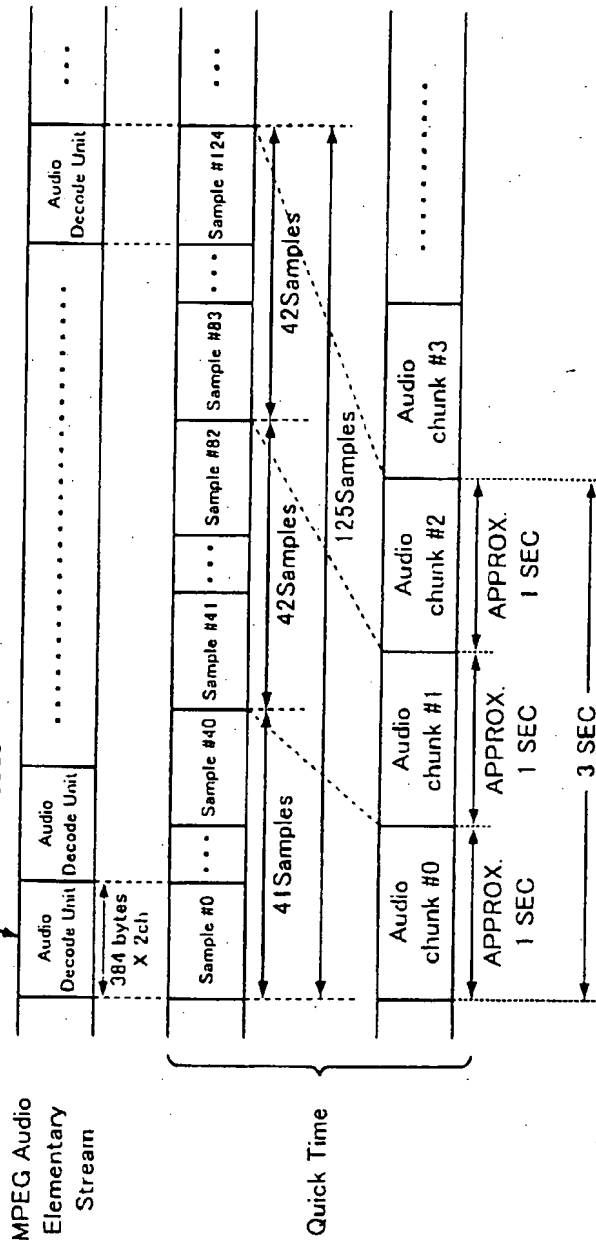 MPEG Audio
Elementary
Stream
Audio
Decode Unit
Audio
Decode Unit
. . . . . . . . . .
Audio
Decode Unit
...
384 bytes
X 2ch
Quick Time
Sample #0
...
Sample #40
Sample #41
...
Sample #82
Sample #83
...
Sample #124
...
41Samples
42Samples
42Samples
125Samples
Audio
chunk #0
Audio
chunk #1
Audio
chunk #2
Audio
chunk #3
. . . . . . . . . .
APPROX.
1 SEC
APPROX.
1 SEC
APPROX.
1 SEC
3 SEC